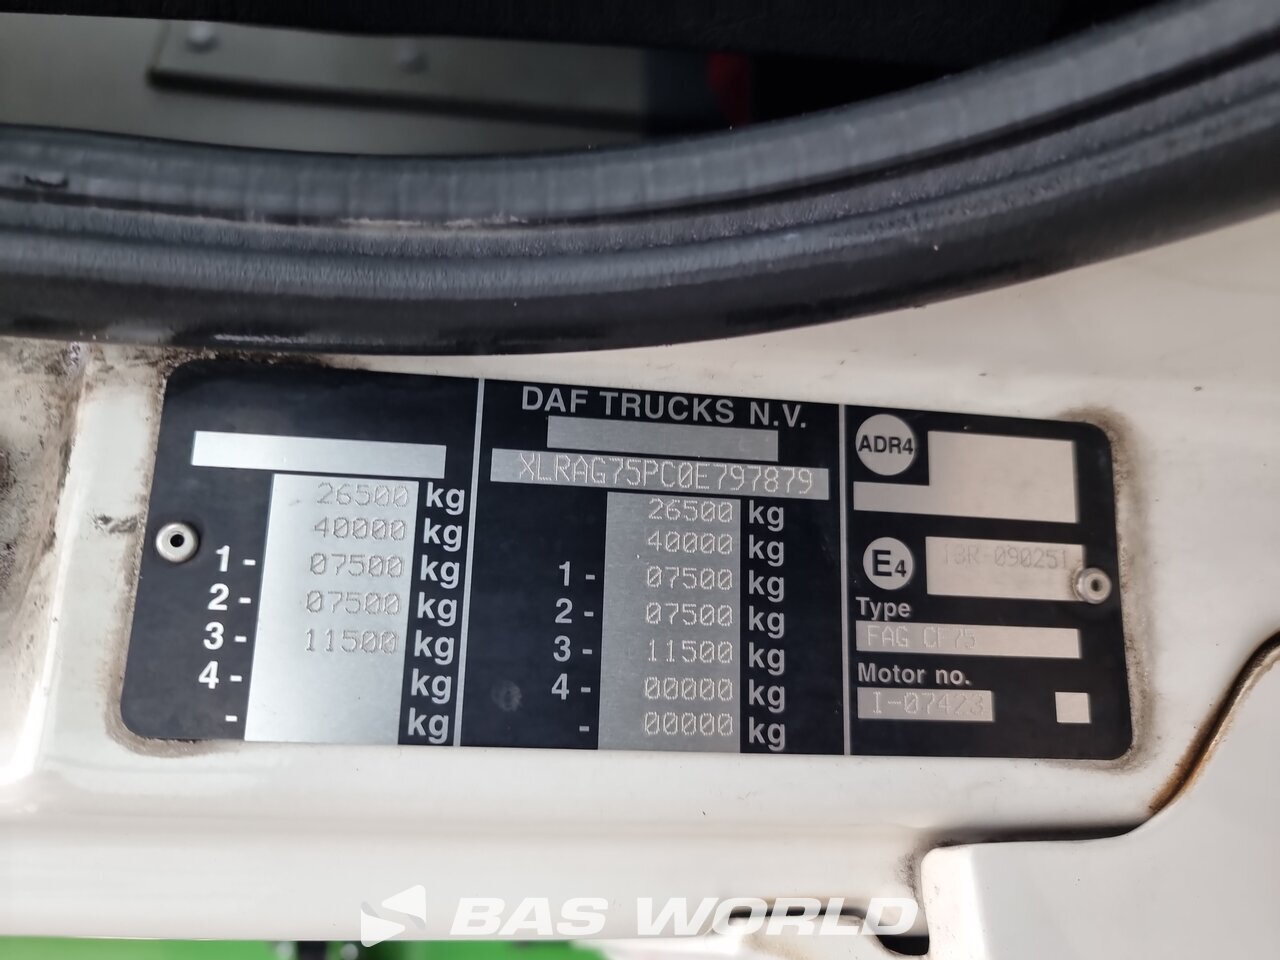 26500 kg
40000 kg
1- 07500 kg
2- 07500 kg
3- 11500 kg
4- kg
- kg
DAF TRUCKS N.V.
XLRAG75PC0E797879
26500 kg
40000 kg
1- 07500 kg
2- 07500 kg
3- 11500 kg
4- 00000 kg
- 00000 kg
ADR4
E4 13R-090251
Type
FAG CF75
Motor no.
I-07423
BAS WORLD